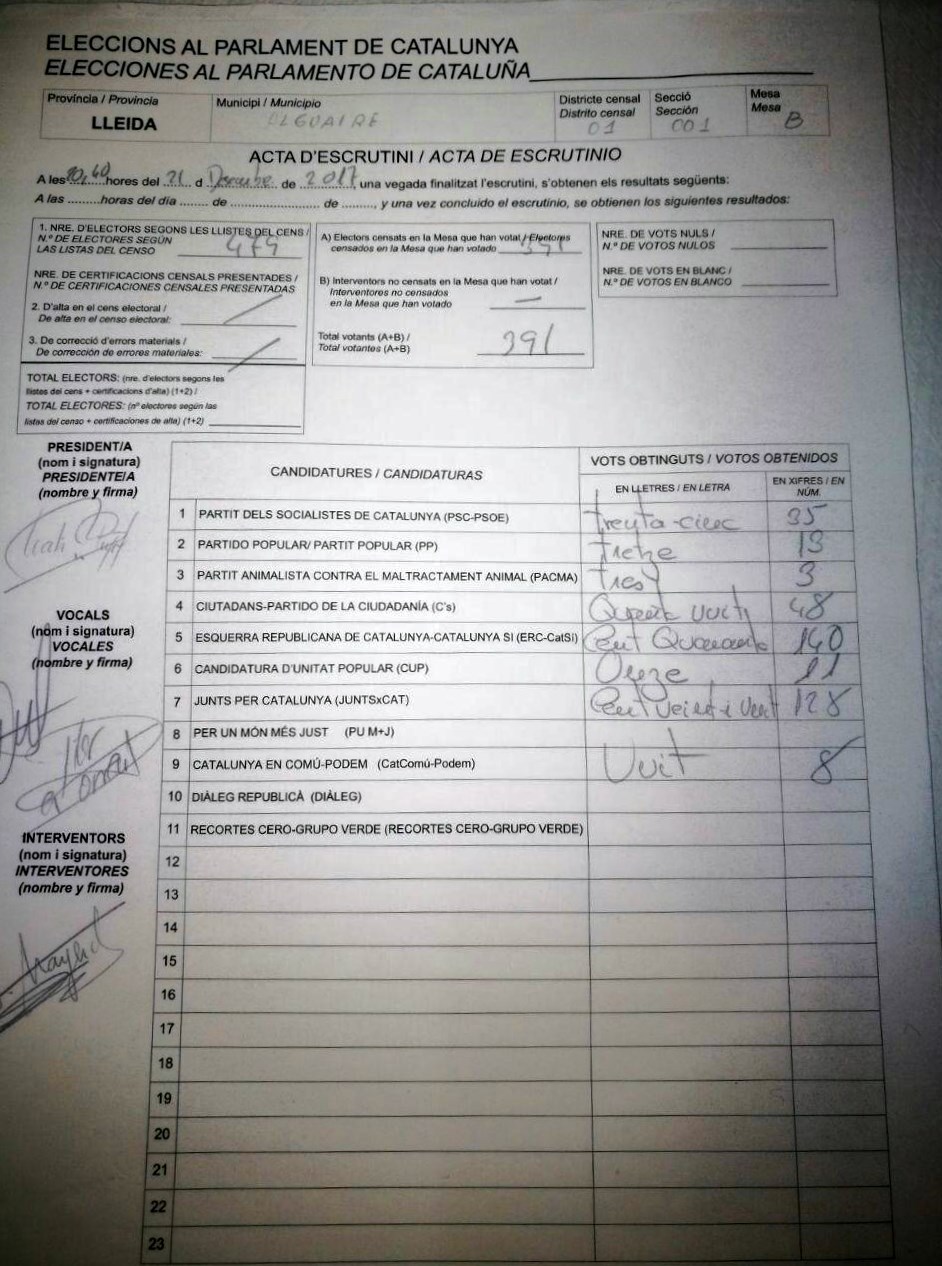 ELECCIONS AL PARLAMENT DE CATALUNYA
ELECCIONES AL PARLAMENTO DE CATALUÑA
Província / Provincia
LLEIDA
Municipi / Municipio
ALGUAIRE
Districte censal
Distrito censal
01
Secció
Sección
001
Mesa
Mesa
B
ACTA D'ESCRUTINI / ACTA DE ESCRUTINIO
A les 10,40 hores del 21 d Desembre de 2017, una vegada finalitzat l'escrutini, s'obtenen els resultats següents:
A las .........horas del día ........ de ........................ de ........., y una vez concluido el escrutinio, se obtienen los siguientes resultados:
1. NRE. D'ELECTORS SEGONS LES LLISTES DEL CENS /
N.º DE ELECTORES SEGÚN
LAS LISTAS DEL CENSO 479
NRE. DE CERTIFICACIONS CENSALS PRESENTADES /
N.º DE CERTIFICACIONES CENSALES PRESENTADAS
2. D'alta en el cens electoral /
De alta en el censo electoral:
3. De correcció d'errors materials /
De corrección de errores materiales:
TOTAL ELECTORS: (nre. d'electors segons les
llistes del cens + certificacions d'alta) (1+2) /
TOTAL ELECTORES: (nº electores según las
listas del censo + certificaciones de alta) (1+2)
A) Electors censats en la Mesa que han votat / Electores
censados en la Mesa que han votado 391
B) Interventors no censats en la Mesa que han votat /
Interventores no censados
en la Mesa que han votado —
Total votants (A+B) /
Total votantes (A+B) 391
NRE. DE VOTS NULS /
N.º DE VOTOS NULOS
NRE. DE VOTS EN BLANC /
N.º DE VOTOS EN BLANCO
PRESIDENT/A
(nom i signatura)
PRESIDENTE/A
(nombre y firma)
VOCALS
(nom i signatura)
VOCALES
(nombre y firma)
INTERVENTORS
(nom i signatura)
INTERVENTORES
(nombre y firma)
CANDIDATURES / CANDIDATURAS
VOTS OBTINGUTS / VOTOS OBTENIDOS
EN LLETRES / EN LETRA
EN XIFRES / EN
NÚM.
1 PARTIT DELS SOCIALISTES DE CATALUNYA (PSC-PSOE) Treyta-cinc 35
2 PARTIDO POPULAR/ PARTIT POPULAR (PP) Tretze 13
3 PARTIT ANIMALISTA CONTRA EL MALTRACTAMENT ANIMAL (PACMA) Tres 3
4 CIUTADANS-PARTIDO DE LA CIUDADANÍA (C's) vuit 48
5 ESQUERRA REPUBLICANA DE CATALUNYA-CATALUNYA SI (ERC-CatSí) Cent Quaranta 140
6 CANDIDATURA D'UNITAT POPULAR (CUP) Onze 11
7 JUNTS PER CATALUNYA (JUNTSxCAT) Cent Veint i Vuit 128
8 PER UN MÓN MÉS JUST (PU M+J)
9 CATALUNYA EN COMÚ-PODEM (CatComú-Podem) Vuit 8
10 DIÀLEG REPUBLICÀ (DIÀLEG)
11 RECORTES CERO-GRUPO VERDE (RECORTES CERO-GRUPO VERDE)
12
13
14
15
16
17
18
19
20
21
22
23